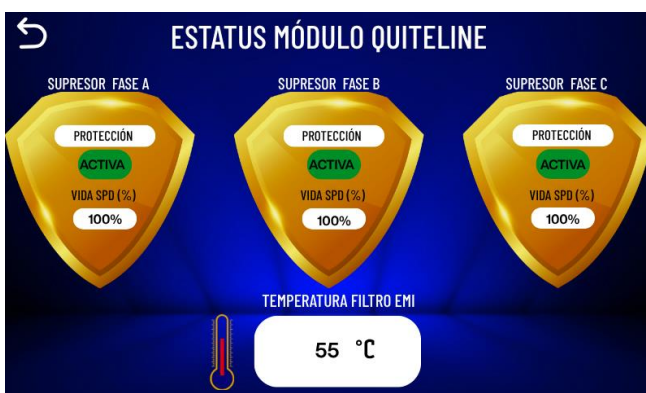 ESTATUS MÓDULO QUITELINE
SUPRESOR FASE A
SUPRESOR FASE B
SUPRESOR FASE C
PROTECCIÓN
PROTECCIÓN
PROTECCIÓN
ACTIVA
ACTIVA
ACTIVA
VIDA SPD (%)
VIDA SPD (%)
VIDA SPD (%)
100%
100%
100%
TEMPERATURA FILTRO EMI
55 °C